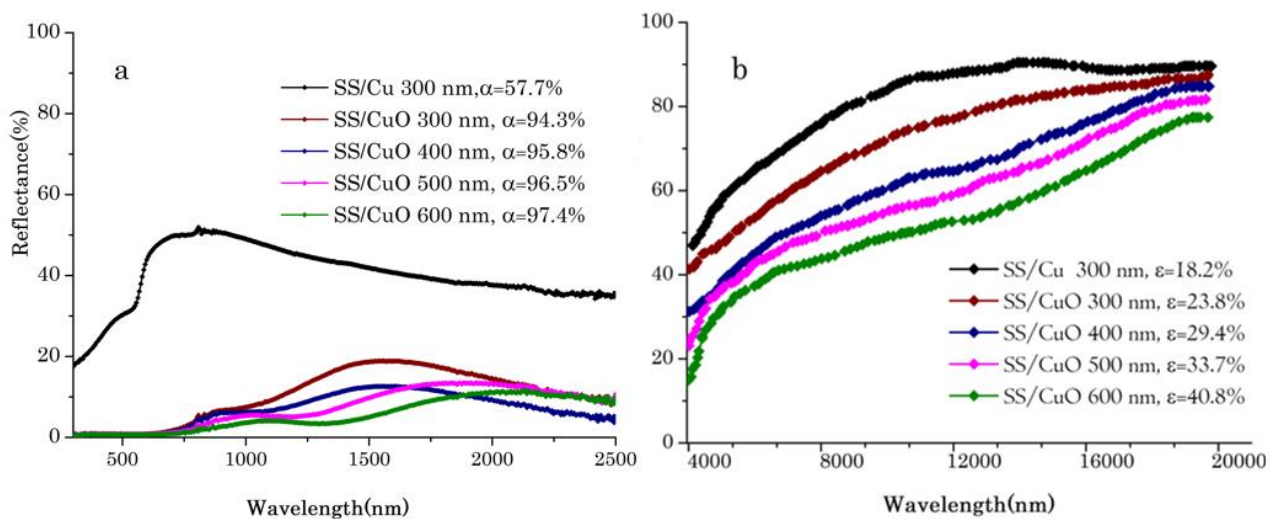 a
SS/Cu 300 nm,α=57.7%
SS/CuO 300 nm, α=94.3%
SS/CuO 400 nm, α=95.8%
SS/CuO 500 nm, α=96.5%
SS/CuO 600 nm, α=97.4%
Reflectance(%)
100
80
60
40
20
0
500 1000 1500 2000 2500
Wavelength(nm)
b
100
80
60
40
20
0
SS/Cu 300 nm, ε=18.2%
SS/CuO 300 nm, ε=23.8%
SS/CuO 400 nm, ε=29.4%
SS/CuO 500 nm, ε=33.7%
SS/CuO 600 nm, ε=40.8%
4000 8000 12000 16000 20000
Wavelength(nm)